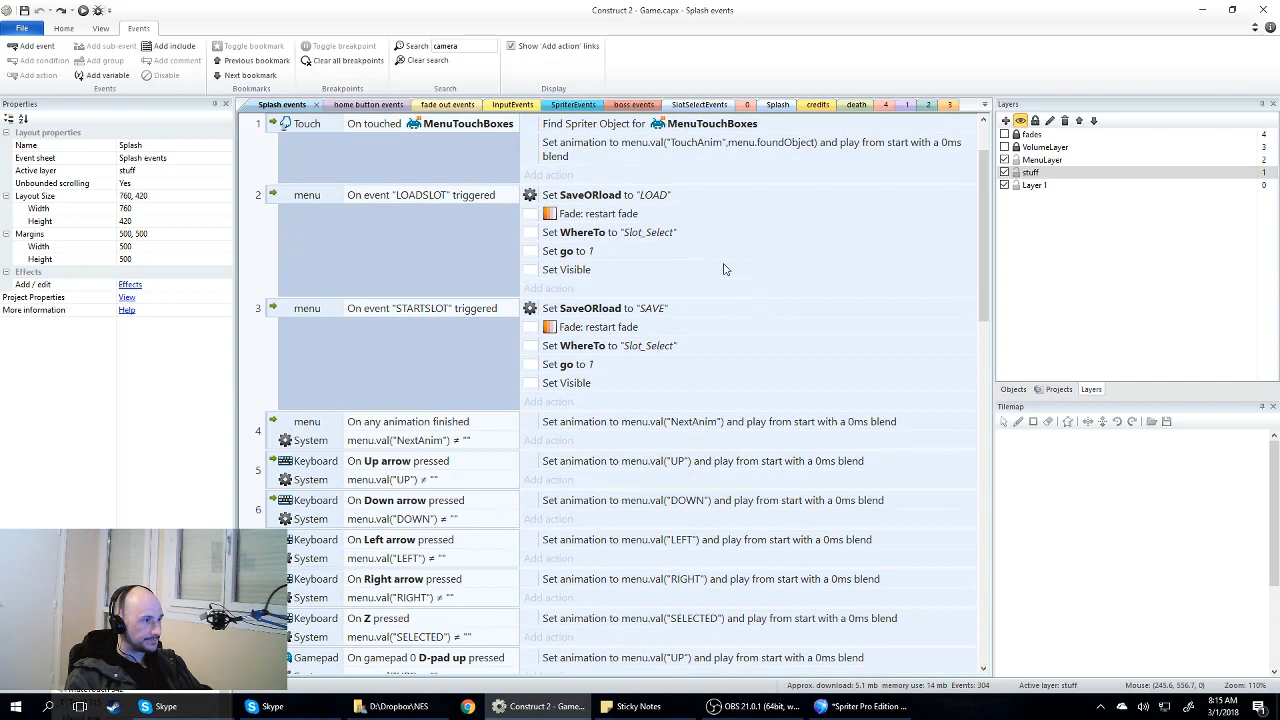 Construct 2 - Game.capx - Splash events
File
Home
View
Events
Add event
Add sub-event
Add include
Add condition
Add group
Add comment
Add action
Add variable
Disable
Events
Toggle bookmark
Previous bookmark
Next bookmark
Bookmarks
Toggle breakpoint
Clear all breakpoints
Breakpoints
Search
camera
Clear search
Search
Show 'Add action' links
Display
Properties
Layout properties
Name Splash
Event sheet Splash events
Active layer stuff
Unbounded scrolling Yes
Layout Size 760, 420
Width 760
Height 420
Margins 500, 500
Width 500
Height 500
Effects
Add / edit Effects
Project Properties View
More information Help
Splash events
home button events
fade out events
InputEvents
SpriterEvents
boss events
SlotSelectEvents
0
Splash
credits
death
4
1
2
3
1 Touch On touched MenuTouchBoxes
Find Spriter Object for MenuTouchBoxes
Set animation to menu.val("TouchAnim",menu.foundObject) and play from start with a 0ms
blend
Add action
2 menu On event "LOADSLOT" triggered
Set SaveORload to "LOAD"
Fade: restart fade
Set WhereTo to "Slot_Select"
Set go to 1
Set Visible
Add action
3 menu On event "STARTSLOT" triggered
Set SaveORload to "SAVE"
Fade: restart fade
Set WhereTo to "Slot_Select"
Set go to 1
Set Visible
Add action
4 menu On any animation finished
System menu.val("NextAnim") ≠ ""
Set animation to menu.val("NextAnim") and play from start with a 0ms blend
Add action
5 Keyboard On Up arrow pressed
System menu.val("UP") ≠ ""
Set animation to menu.val("UP") and play from start with a 0ms blend
Add action
6 Keyboard On Down arrow pressed
System menu.val("DOWN") ≠ ""
Set animation to menu.val("DOWN") and play from start with a 0ms blend
Add action
Keyboard On Left arrow pressed
System menu.val("LEFT") ≠ ""
Set animation to menu.val("LEFT") and play from start with a 0ms blend
Add action
Keyboard On Right arrow pressed
System menu.val("RIGHT") ≠ ""
Set animation to menu.val("RIGHT") and play from start with a 0ms blend
Add action
Keyboard On Z pressed
System menu.val("SELECTED") ≠ ""
Set animation to menu.val("SELECTED") and play from start with a 0ms blend
Add action
Gamepad On gamepad 0 D-pad up pressed
Set animation to menu.val("UP") and play from start with a 0ms blend
Layers
fades 4
VolumeLayer 3
MenuLayer 2
stuff 1
Layer 1 0
Objects
Projects
Layers
Tilemap
Approx. download: 5.1 mb, memory use: 14 mb Events: 304
Active layer: stuff
Mouse: (245.6, 556.7, 0)
Zoom: 110%
Skype
Skype
D:\Dropbox\NES
Construct 2 - Game....
Sticky Notes
OBS 21.0.1 (64bit, w...
*Spriter Pro Edition ...
8:15 AM
3/1/2018